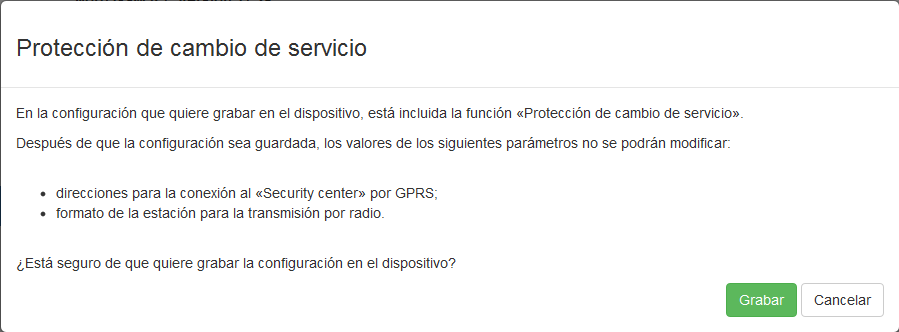 Protección de cambio de servicio
En la configuración que quiere grabar en el dispositivo, está incluida la función «Protección de cambio de servicio».
Después de que la configuración sea guardada, los valores de los siguientes parámetros no se podrán modificar:
• direcciones para la conexión al «Security center» por GPRS;
• formato de la estación para la transmisión por radio.
¿Está seguro de que quiere grabar la configuración en el dispositivo?
Grabar Cancelar